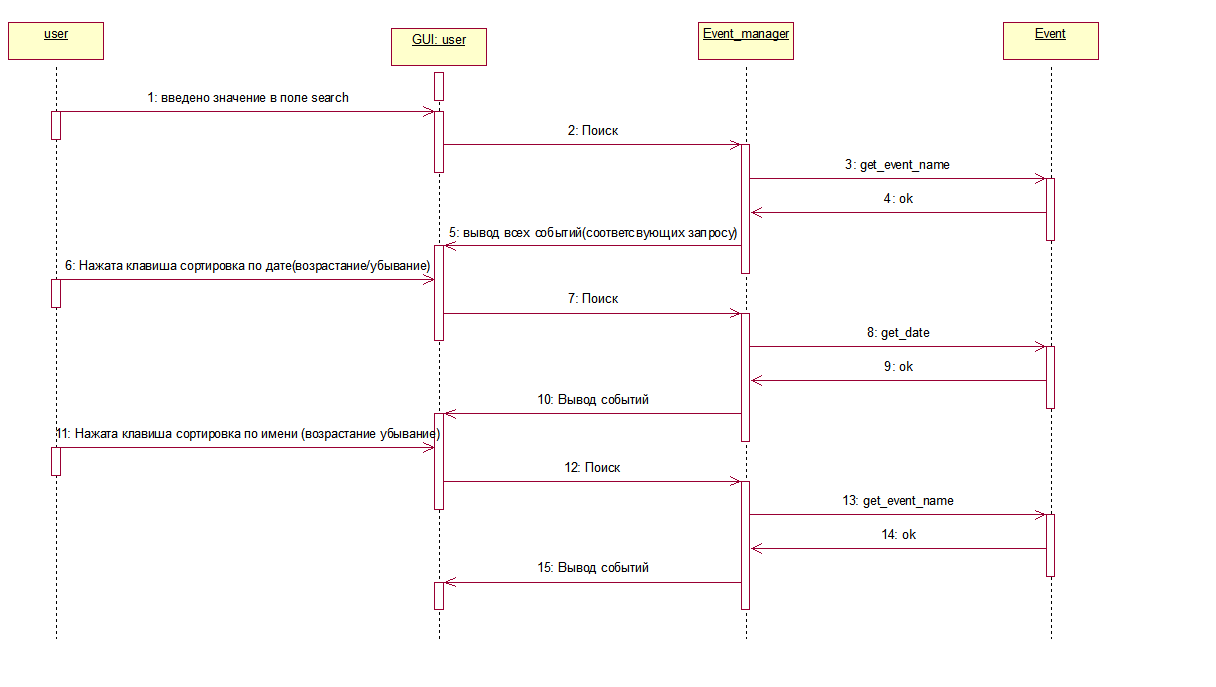 user
GUI: user
Event_manager
Event
1: введено значение в поле search
2: Поиск
3: get_event_name
4: ok
5: вывод всех событий(соответсвующих запросу)
6: Нажата клавиша сортировка по дате(возрастание/убывание)
7: Поиск
8: get_date
9: ok
10: Вывод событий
11: Нажата клавиша сортировка по имени (возрастание убывание)
12: Поиск
13: get_event_name
14: ok
15: Вывод событий